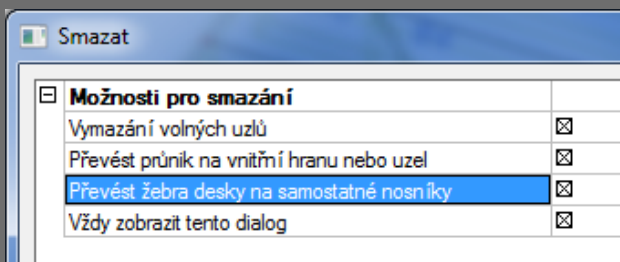 Smazat
Možnosti pro smazání
Vymazání volných uzlů
Převést průnik na vnitřní hranu nebo uzel
Převést žebra desky na samostatné nosníky
Vždy zobrazit tento dialog